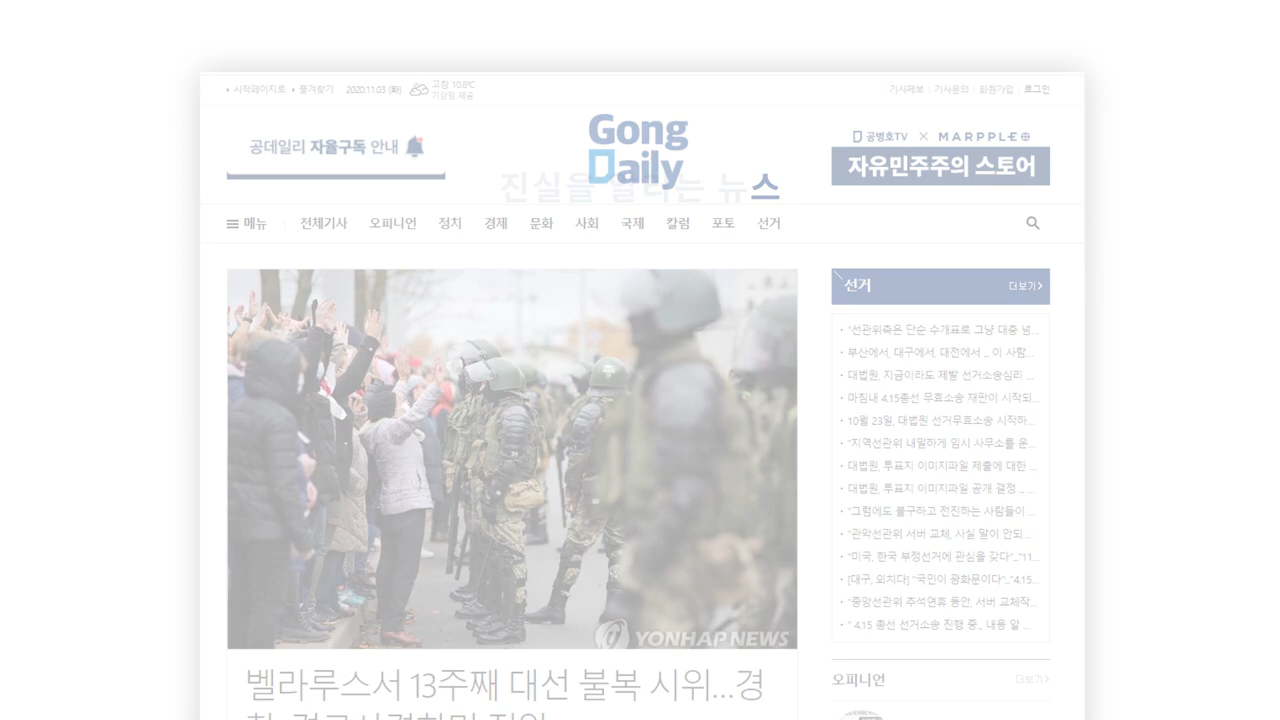 시작페이지로 즐겨찾기 2020.11.03 (화) 고창 10.8℃
기상청 제공
기사제보 기사문의 회원가입 로그인
공데일리 자율구독 안내
Gong
Daily
진실을 알리는 뉴스
공병호TV × MARPPLE
자유민주주의 스토어
메뉴 전체기사 오피니언 정치 경제 문화 사회 국제 칼럼 포토 선거
YONHAP NEWS
벨라루스서 13주째 대선 불복 시위...경
선거 더보기
"선관위측은 단순 수개표로 그냥 대충 넘...
부산에서, 대구에서, 대전에서 ... 이 사람...
대법원, 지금이라도 제발 선거소송심리 ...
마침내 4.15총선 무효소송 재판이 시작되...
10월 23일, 대법원 선거무효소송 시작하...
"지역선관위 내밀하게 임시 사무소를 운...
대법원, 투표지 이미지파일 제출에 대한 ...
대법원, 투표지 이미지파일 공개 결정 ... ...
"그럼에도 불구하고 전진하는 사람들이 ...
"관악선관위 서버 교체, 사실 말이 안되...
"미국, 한국 부정선거에 관심을 갖다"..."11...
[대구, 외치다] "국민이 광화문이다"..."4.15...
"중앙선관위 추석연휴 동안, 서버 교체작...
" 4.15 총선 선거소송 진행 중., 내용 알 ...
오피니언 더보기